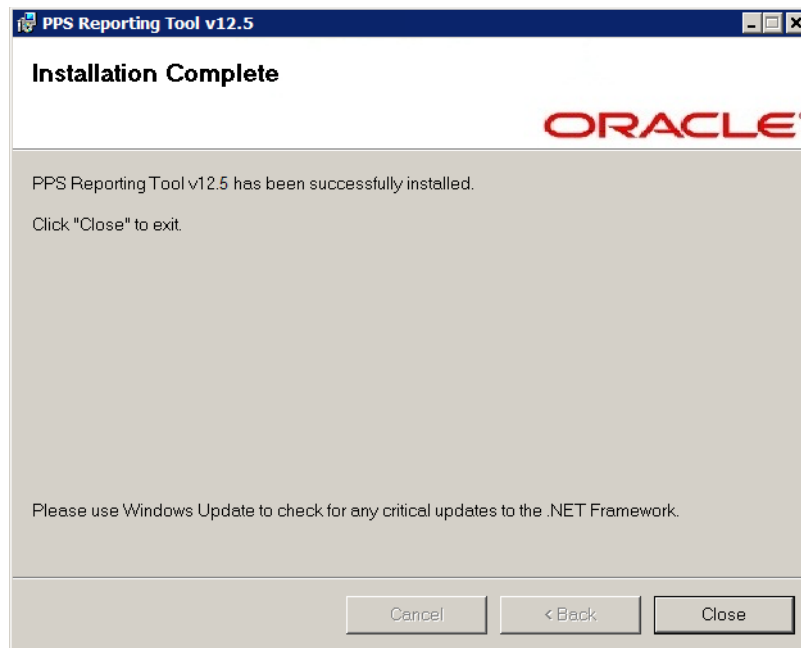 PPS Reporting Tool v12.5
Installation Complete
ORACLE
PPS Reporting Tool v12.5 has been successfully installed.
Click "Close" to exit.
Please use Windows Update to check for any critical updates to the .NET Framework.
Cancel
< Back
Close